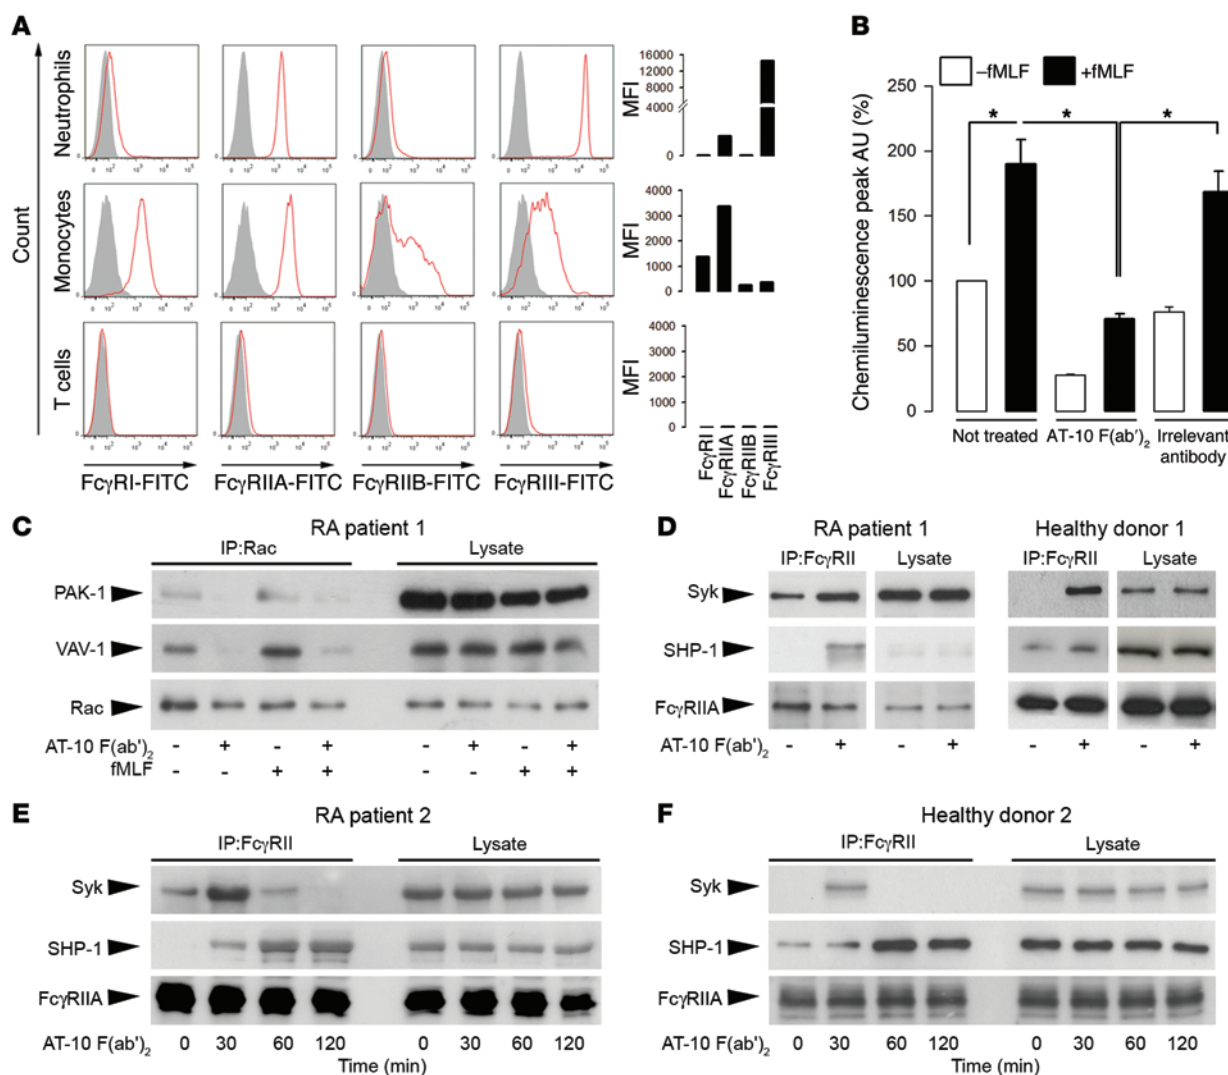 A
Neutrophils
Monocytes
T cells
Count
0 10² 10³ 10⁴ 10⁵
FcγRI-FITC
FcγRIIA-FITC
FcγRIIB-FITC
FcγRIII-FITC
MFI
16000
12000
8000
4000
4000
0
MFI
4000
3000
2000
1000
0
MFI
4000
3000
2000
1000
0
FcγRI
FcγRIIA
FcγRIIB
FcγRIII
B
–fMLF +fMLF
Chemiluminescence peak AU (%)
250
200
150
100
50
0
* * *
Not treated AT-10 F(ab')₂ Irrelevant antibody
C
RA patient 1
IP:Rac Lysate
PAK-1
VAV-1
Rac
AT-10 F(ab')₂ - + - + - + - +
fMLF - - + + - - + +
D
RA patient 1 Healthy donor 1
IP:FcγRII Lysate IP:FcγRII Lysate
Syk
SHP-1
FcγRIIA
AT-10 F(ab')₂ - + - + - + - +
E
RA patient 2
IP:FcγRII Lysate
Syk
SHP-1
FcγRIIA
AT-10 F(ab')₂ 0 30 60 120 0 30 60 120
Time (min)
F
Healthy donor 2
IP:FcγRII Lysate
Syk
SHP-1
FcγRIIA
AT-10 F(ab')₂ 0 30 60 120 0 30 60 120
Time (min)